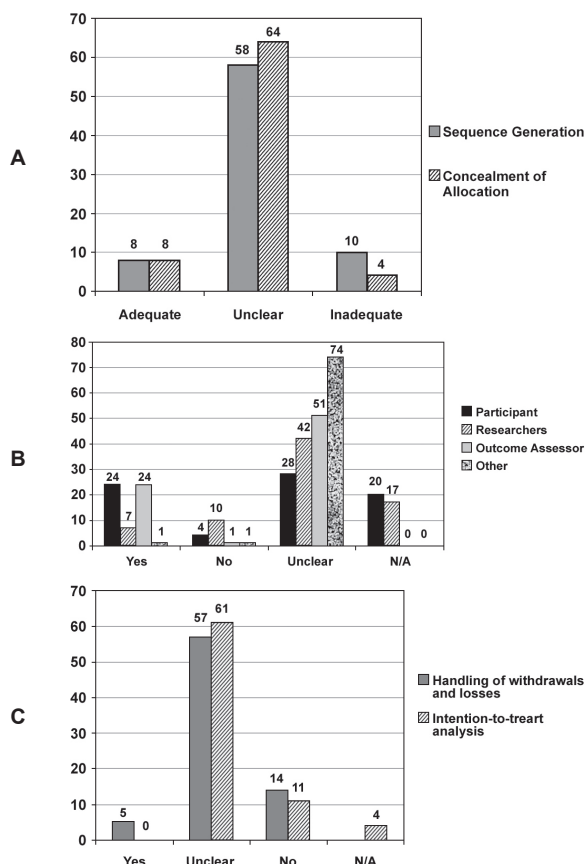 A
70
60
50
40
30
20
10
0
58
64
8
8
10
4
Adequate
Unclear
Inadequate
Sequence Generation
Concealment of
Allocation
B
80
70
60
50
40
30
20
10
0
24
7
24
1
4
10
1
1
28
42
51
74
20
17
0
0
Yes
No
Unclear
N/A
Participant
Researchers
Outcome Assessor
Other
C
70
60
50
40
30
20
10
0
5
0
57
61
14
11
4
Yes
Unclear
No
N/A
Handling of withdrawals
and losses
Intention-to-treart
analysis